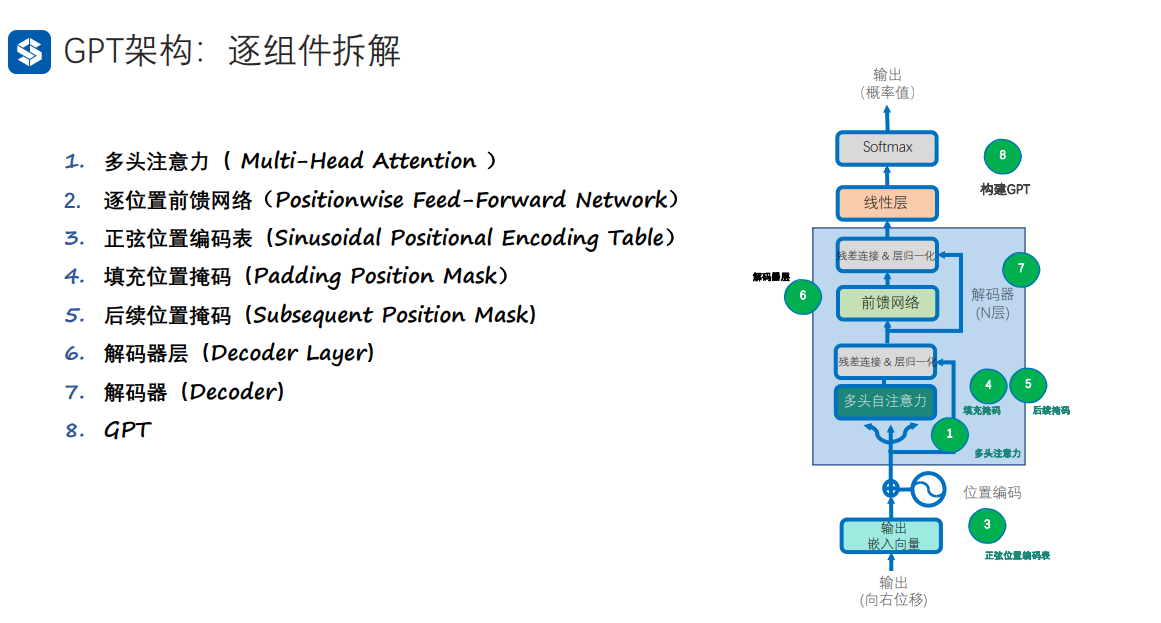 GPT架构：逐组件拆解
1. 多头注意力（ Multi-Head Attention ）
2. 逐位置前馈网络（Positionwise Feed-Forward Network）
3. 正弦位置编码表（Sinusoidal Positional Encoding Table）
4. 填充位置掩码（Padding Position Mask）
5. 后续位置掩码（Subsequent Position Mask)
6. 解码器层（Decoder Layer)
7. 解码器（Decoder)
8. GPT
输出
(概率值)
Softmax
8
构建GPT
线性层
残差连接 & 层归一化
7
解码器层
6
前馈网络
解码器
(N层)
残差连接 & 层归一化
4
5
多头自注意力
填充掩码
后续掩码
1
多头注意力
位置编码
3
输出
嵌入向量
正弦位置编码表
输出
(向右位移)